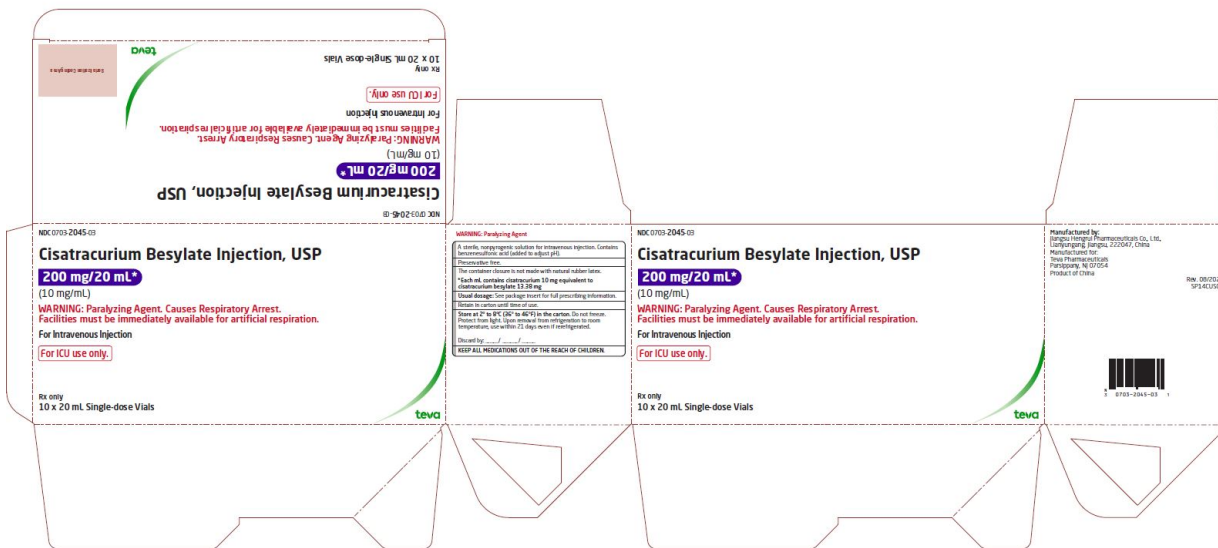 Data Matrix Code place
teva
10 x 20 mL Single-dose Vials
Rx only
For ICU use only.
For Intravenous Injection
Facilities must be immediately available for artificial respiration.
WARNING: Paralyzing Agent. Causes Respiratory Arrest.
(10 mg/mL)
200 mg/20 mL*
Cisatracurium Besylate Injection, USP
NDC 0703-2045-03
NDC 0703-2045-03
Cisatracurium Besylate Injection, USP
200 mg/20 mL*
(10 mg/mL)
WARNING: Paralyzing Agent. Causes Respiratory Arrest.
Facilities must be immediately available for artificial respiration.
For Intravenous Injection
For ICU use only.
Rx only
10 x 20 mL Single-dose Vials
teva
WARNING: Paralyzing Agent
A sterile, nonpyrogenic solution for intravenous injection. Contains
benzenesulfonic acid (added to adjust pH).
Preservative free.
The container closure is not made with natural rubber latex.
*Each mL contains cisatracurium 10 mg equivalent to
cisatracurium besylate 13.38 mg
Usual dosage: See package insert for full prescribing information.
Retain in carton until time of use.
Store at 2° to 8°C (36° to 46°F) in the carton. Do not freeze.
Protect from light. Upon removal from refrigeration to room
temperature, use within 21 days even if rerefrigerated.
Discard by: ____/ ____/ ____
KEEP ALL MEDICATIONS OUT OF THE REACH OF CHILDREN.
NDC 0703-2045-03
Cisatracurium Besylate Injection, USP
200 mg/20 mL*
(10 mg/mL)
WARNING: Paralyzing Agent. Causes Respiratory Arrest.
Facilities must be immediately available for artificial respiration.
For Intravenous Injection
For ICU use only.
Rx only
10 x 20 mL Single-dose Vials
teva
Manufactured by:
Jiangsu Hengrui Pharmaceuticals Co., Ltd.,
Lianyungang, Jiangsu, 222047, China
Manufactured for:
Teva Pharmaceuticals
Parsippany, NJ 07054
Product of China
Rev. 08/202
SP14CUS0
N
3 0703-2045-03 1